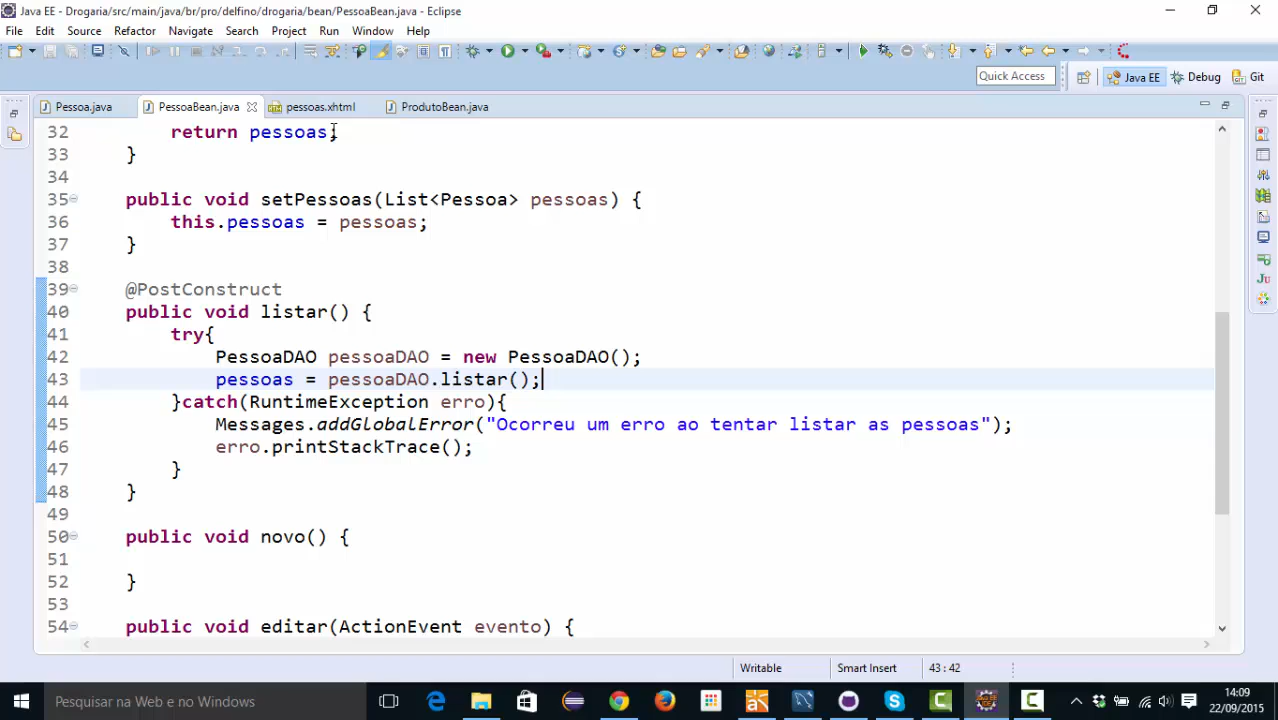 Java EE - Drogaria/src/main/java/br/pro/delfino/drogaria/bean/PessoaBean.java - Eclipse
File Edit Source Refactor Navigate Search Project Run Window Help
Quick Access Java EE Debug Git
Pessoa.java PessoaBean.java pessoas.xhtml ProdutoBean.java
32 return pessoas;
33 }
34
35 public void setPessoas(List<Pessoa> pessoas) {
36 this.pessoas = pessoas;
37 }
38
39 @PostConstruct
40 public void listar() {
41 try{
42 PessoaDAO pessoaDAO = new PessoaDAO();
43 pessoas = pessoaDAO.listar();
44 }catch(RuntimeException erro){
45 Messages.addGlobalError("Ocorreu um erro ao tentar listar as pessoas");
46 erro.printStackTrace();
47 }
48 }
49
50 public void novo() {
51
52 }
53
54 public void editar(ActionEvent evento) {
Writable Smart Insert 43 : 42
Pesquisar na Web e no Windows
14:09
22/09/2015